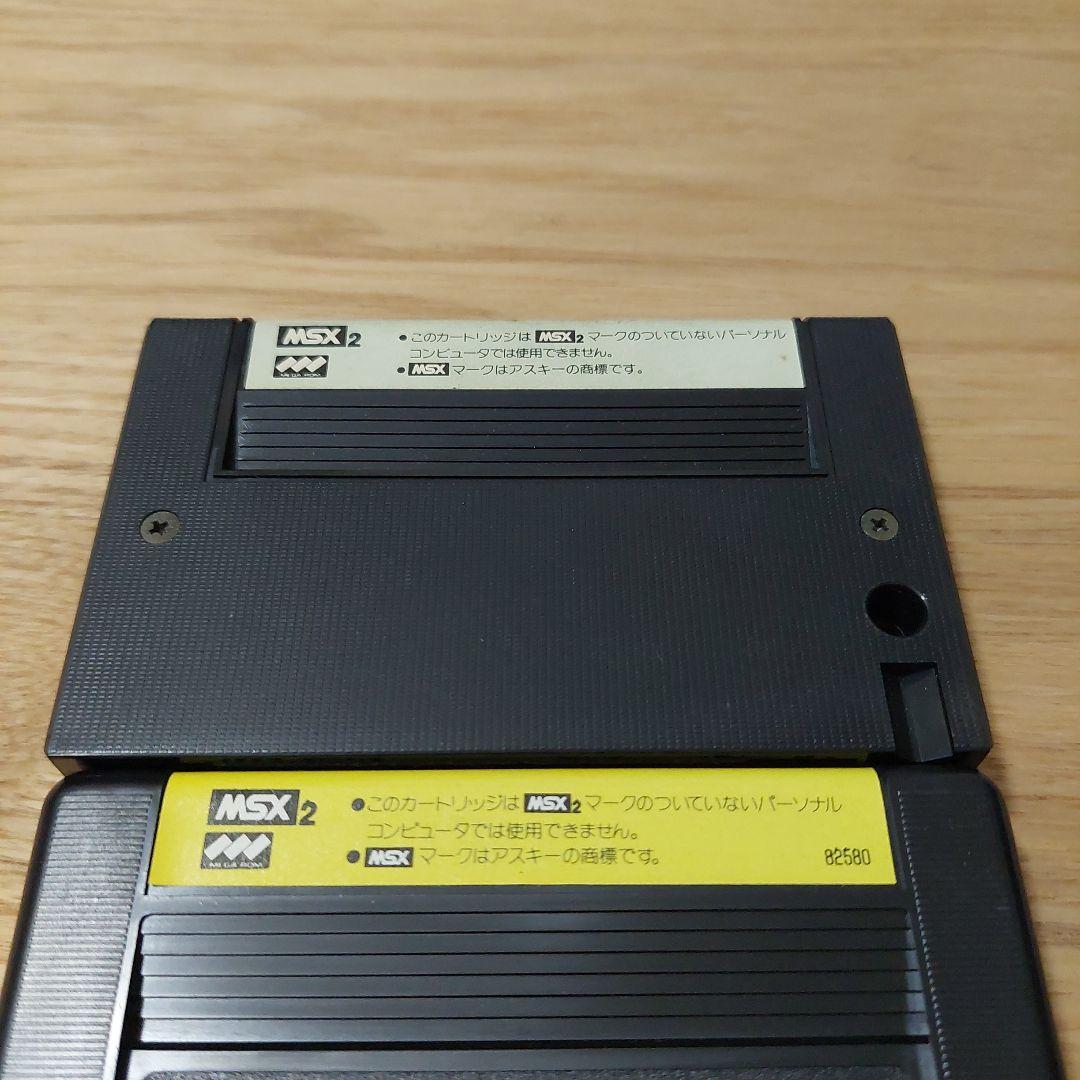 MSX2 ●このカートリッジは MSX2 マークのついていないパーソナル
コンピュータでは使用できません。
MEGA ROM ●MSX マークはアスキーの商標です。
MSX2 ●このカートリッジは MSX2 マークのついていないパーソナル
コンピュータでは使用できません。
MEGA ROM ●MSX マークはアスキーの商標です。 82580